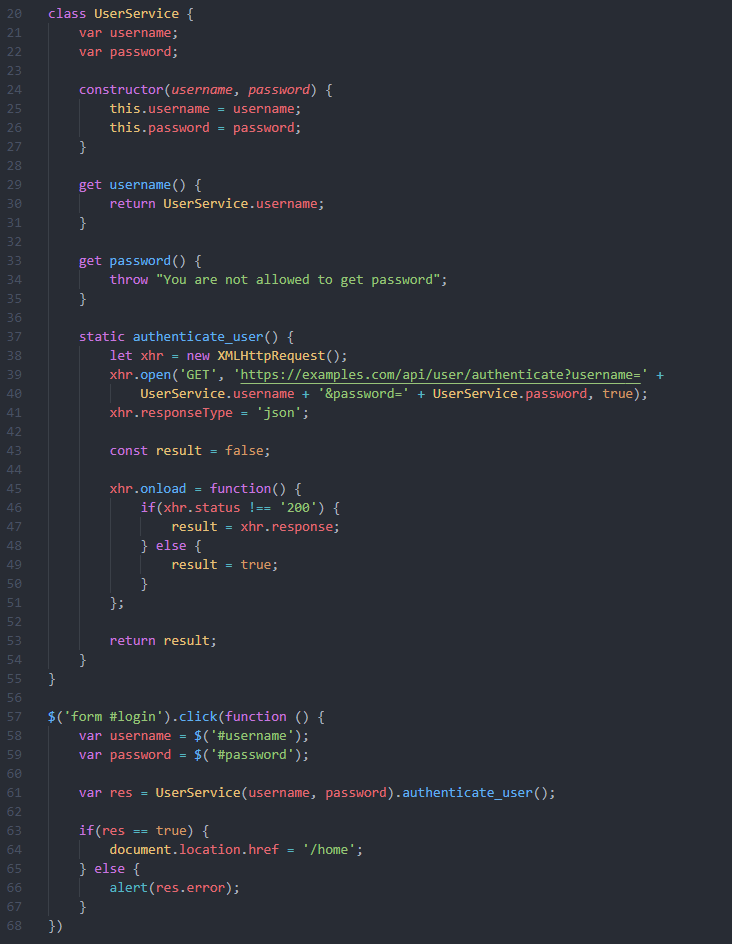 20 class UserService {
21     var username;
22     var password;
23
24     constructor(username, password) {
25         this.username = username;
26         this.password = password;
27     }
28
29     get username() {
30         return UserService.username;
31     }
32
33     get password() {
34         throw "You are not allowed to get password";
35     }
36
37     static authenticate_user() {
38         let xhr = new XMLHttpRequest();
39         xhr.open('GET', 'https://examples.com/api/user/authenticate?username=' +
40             UserService.username + '&password=' + UserService.password, true);
41         xhr.responseType = 'json';
42
43         const result = false;
44
45         xhr.onload = function() {
46             if(xhr.status !== '200') {
47                 result = xhr.response;
48             } else {
49                 result = true;
50             }
51         };
52
53         return result;
54     }
55 }
56
57 $('form #login').click(function () {
58     var username = $('#username');
59     var password = $('#password');
60
61     var res = UserService(username, password).authenticate_user();
62
63     if(res == true) {
64         document.location.href = '/home';
65     } else {
66         alert(res.error);
67     }
68 })